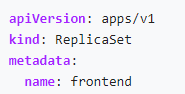 apiVersion: apps/v1
kind: ReplicaSet
metadata:
  name: frontend